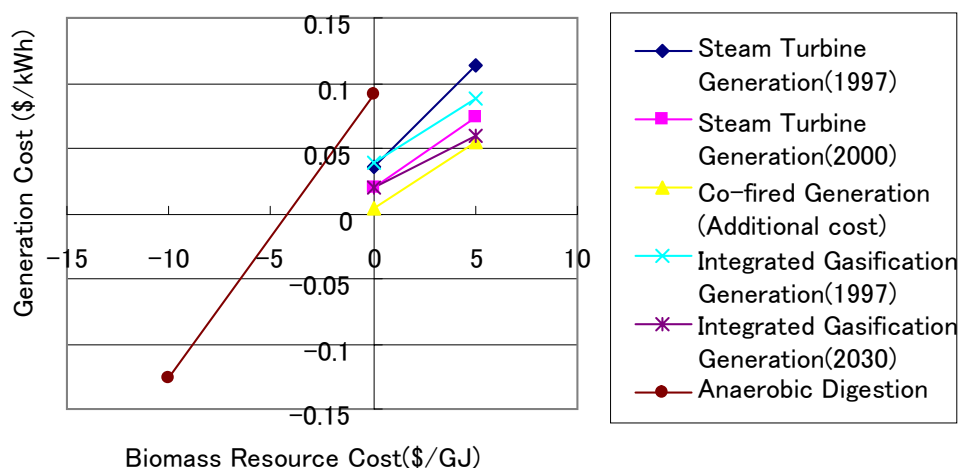 Generation Cost ($/kWh)
0.15
0.1
0.05
0
-15
-10
-5
0
5
10
-0.05
-0.1
-0.15
Biomass Resource Cost($/GJ)
Steam Turbine
Generation(1997)
Steam Turbine
Generation(2000)
Co-fired Generation
(Additional cost)
Integrated Gasification
Generation(1997)
Integrated Gasification
Generation(2030)
Anaerobic Digestion